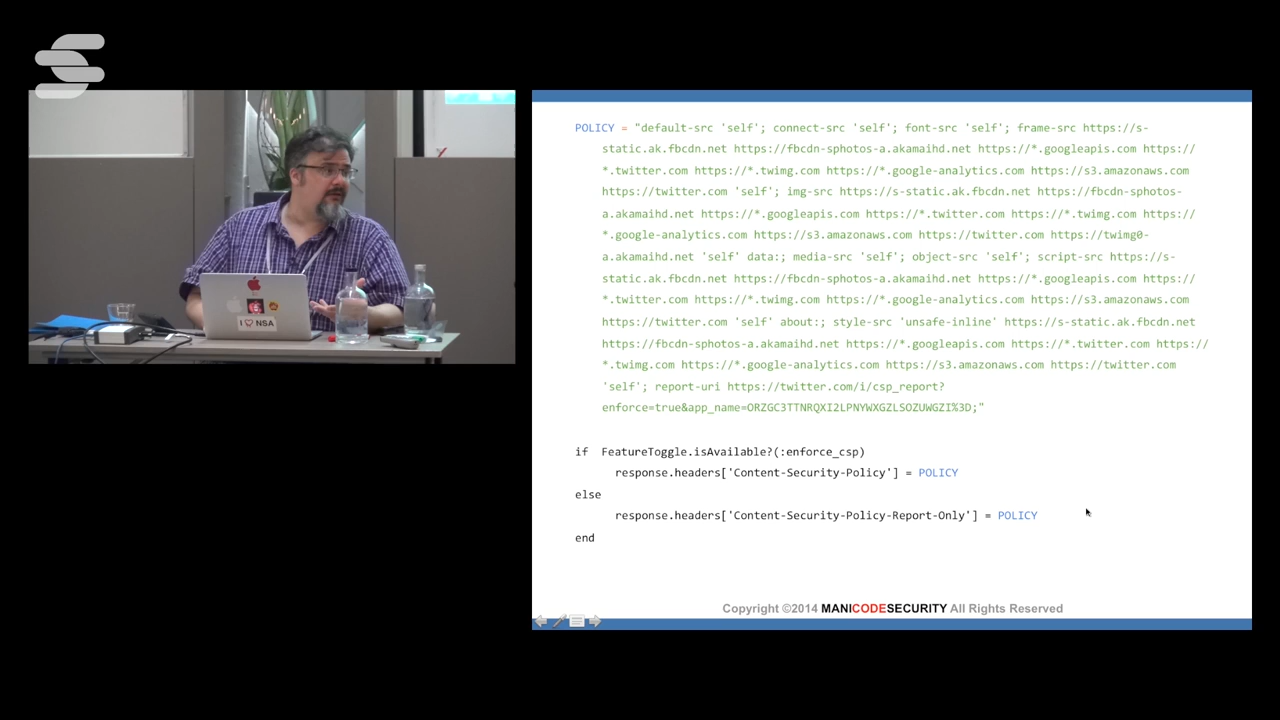 I NSA
POLICY = "default-src 'self'; connect-src 'self'; font-src 'self'; frame-src https://s-
static.ak.fbcdn.net https://fbcdn-sphotos-a.akamaihd.net https://*.googleapis.com https://
*.twitter.com https://*.twimg.com https://*.google-analytics.com https://s3.amazonaws.com
https://twitter.com 'self'; img-src https://s-static.ak.fbcdn.net https://fbcdn-sphotos-
a.akamaihd.net https://*.googleapis.com https://*.twitter.com https://*.twimg.com https://
*.google-analytics.com https://s3.amazonaws.com https://twitter.com https://twimg0-
a.akamaihd.net 'self' data:; media-src 'self'; object-src 'self'; script-src https://s-
static.ak.fbcdn.net https://fbcdn-sphotos-a.akamaihd.net https://*.googleapis.com https://
*.twitter.com https://*.twimg.com https://*.google-analytics.com https://s3.amazonaws.com
https://twitter.com 'self' about:; style-src 'unsafe-inline' https://s-static.ak.fbcdn.net
https://fbcdn-sphotos-a.akamaihd.net https://*.googleapis.com https://*.twitter.com https://
*.twimg.com https://*.google-analytics.com https://s3.amazonaws.com https://twitter.com
'self'; report-uri https://twitter.com/i/csp_report?
enforce=true&app_name=ORZGC3TTNRQXI2LPNYWXGZLSOZUWGZI%3D;"
if FeatureToggle.isAvailable?(:enforce_csp)
response.headers['Content-Security-Policy'] = POLICY
else
response.headers['Content-Security-Policy-Report-Only'] = POLICY
end
Copyright ©2014 MANICODESECURITY All Rights Reserved